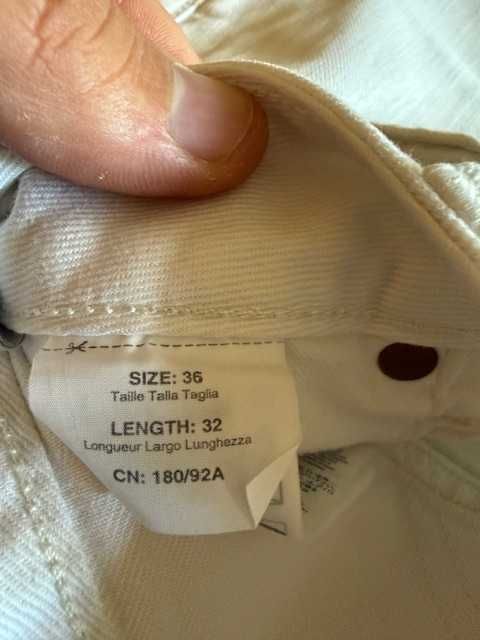 SIZE: 36
Taille Talla Taglia
LENGTH: 32
Longueur Largo Lunghezza
CN: 180/92A